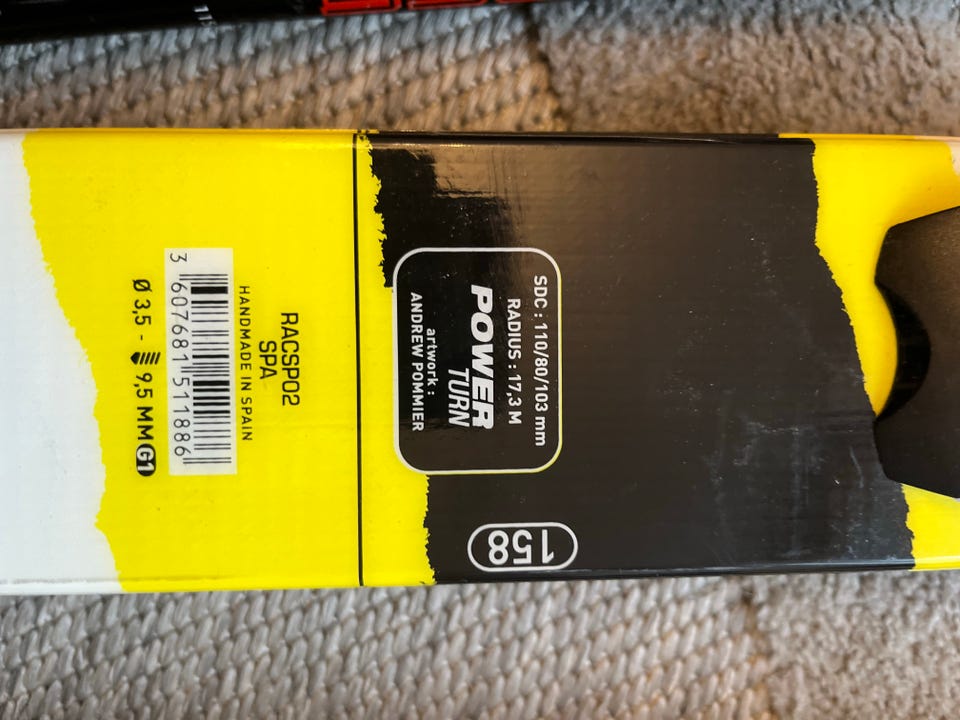 SDC : 110/80/103 mm
RADIUS : 17,3 M
POWER
TURN
artwork :
ANDREW POMMIER
158
RACSP02
SPA
HANDMADE IN SPAIN
3 607681 511886
Ø 3,5 - 9,5 MM G1